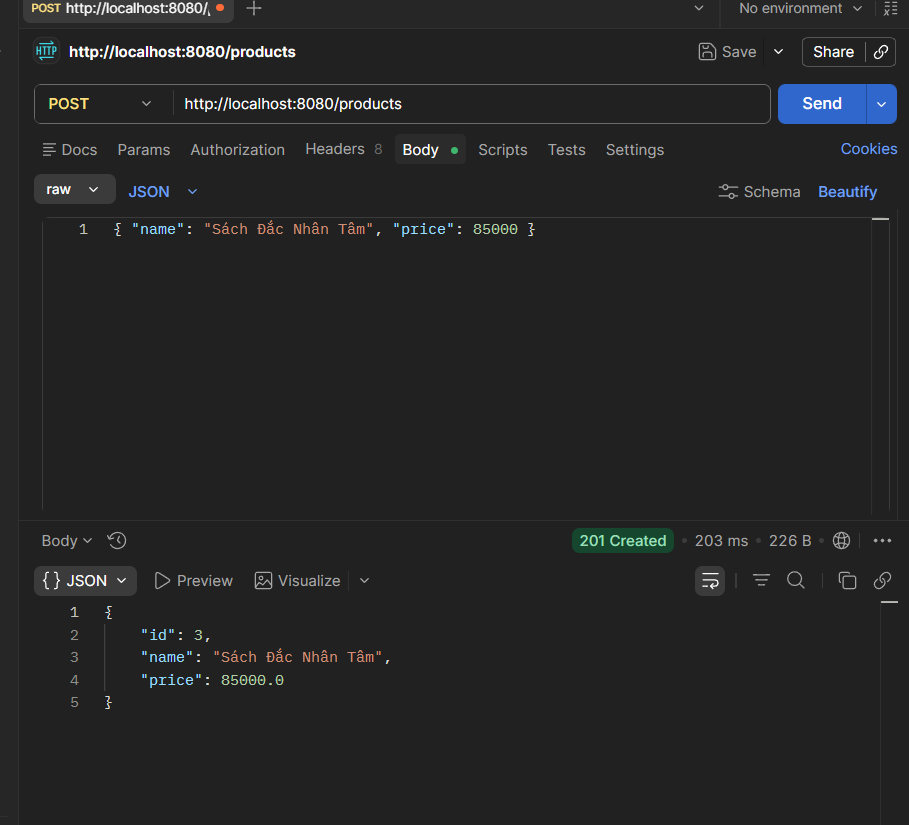 POST http://localhost:8080/
No environment
HTTP http://localhost:8080/products Save Share
POST http://localhost:8080/products Send
Docs Params Authorization Headers 8 Body Scripts Tests Settings Cookies
raw JSON Schema Beautify
1 { "name": "Sách Đắc Nhân Tâm", "price": 85000 }
Body 201 Created 203 ms 226 B
{} JSON Preview Visualize
1 {
2 "id": 3,
3 "name": "Sách Đắc Nhân Tâm",
4 "price": 85000.0
5 }